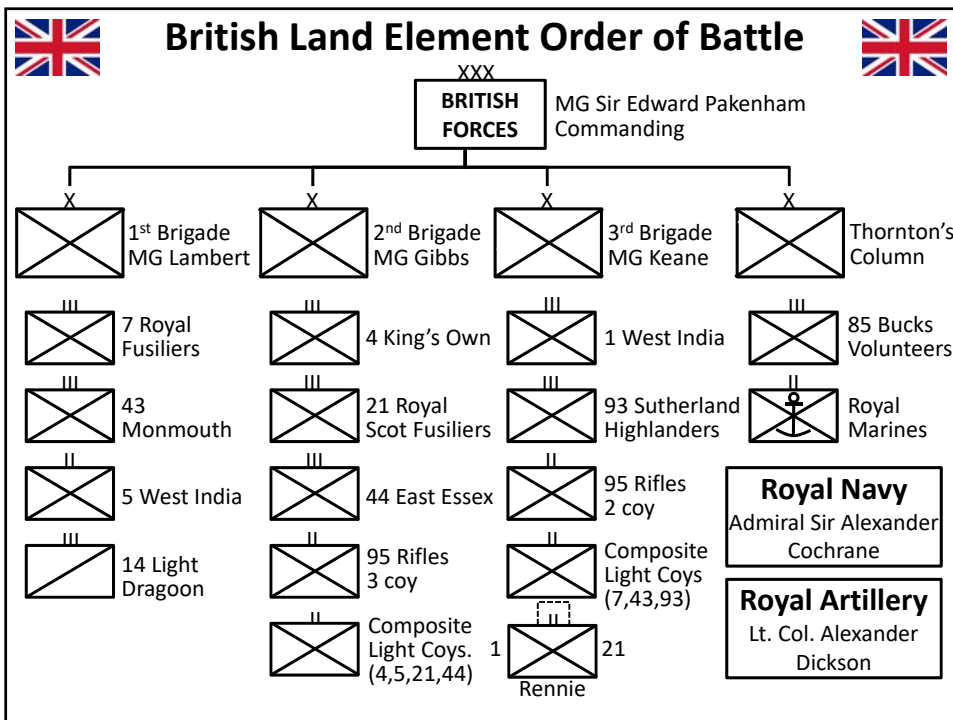 British Land Element Order of Battle
XXX
BRITISH
FORCES
MG Sir Edward Pakenham
Commanding
X
1st Brigade
MG Lambert
III
7 Royal
Fusiliers
III
43
Monmouth
II
5 West India
III
14 Light
Dragoon
X
2nd Brigade
MG Gibbs
III
4 King's Own
III
21 Royal
Scot Fusiliers
III
44 East Essex
II
95 Rifles
3 coy
II
Composite
Light Coys.
(4,5,21,44)
X
3rd Brigade
MG Keane
III
1 West India
III
93 Sutherland
Highlanders
II
95 Rifles
2 coy
II
Composite
Light Coys
(7,43,93)
II
1
21
Rennie
X
Thornton's
Column
III
85 Bucks
Volunteers
II
Royal
Marines
Royal Navy
Admiral Sir Alexander
Cochrane
Royal Artillery
Lt. Col. Alexander
Dickson